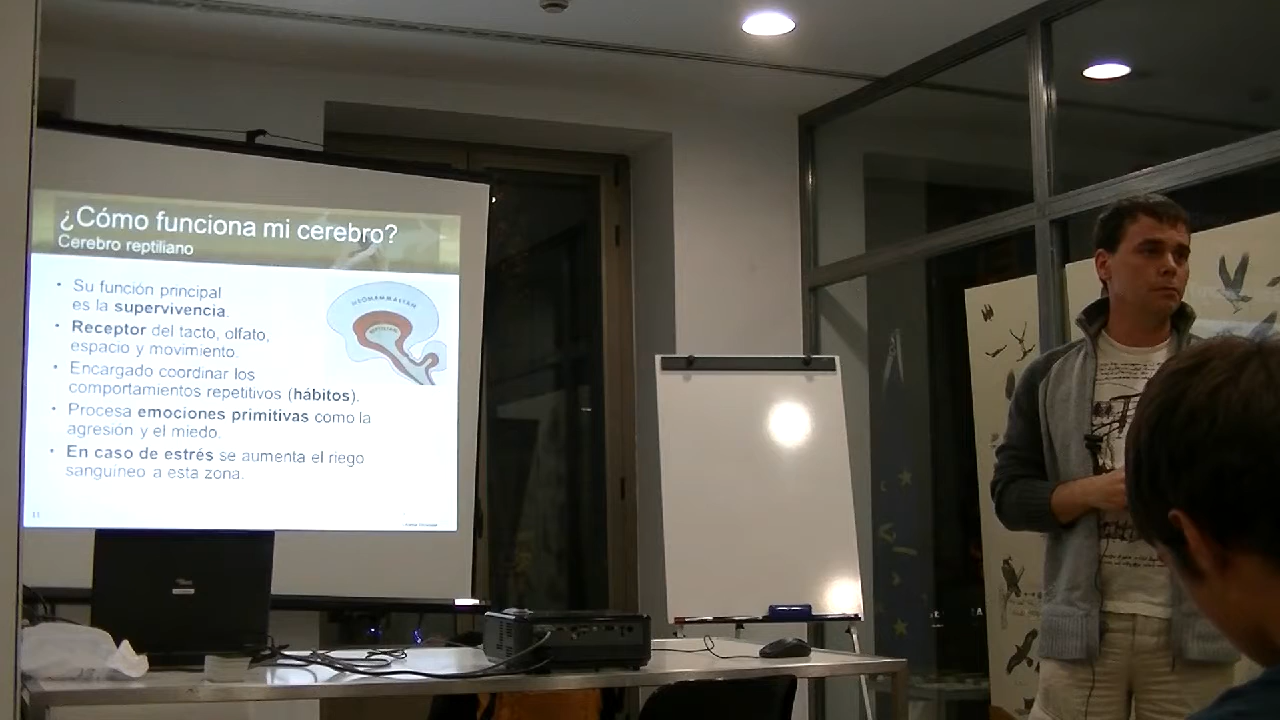 ¿Cómo funciona mi cerebro?
Cerebro reptiliano
• Su función principal
es la supervivencia.
• Receptor del tacto, olfato,
espacio y movimiento.
• Encargado coordinar los
comportamientos repetitivos (hábitos).
• Procesa emociones primitivas como la
agresión y el miedo.
• En caso de estrés se aumenta el riego
sanguíneo a esta zona.
NEOMAMMALIAN
REPTILIAN